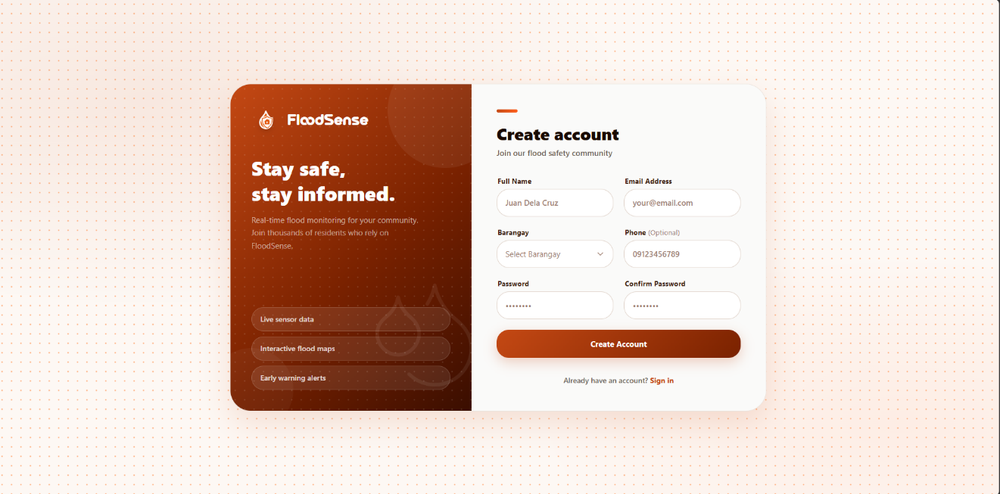 FloodSense
Stay safe,
stay informed.
Real-time flood monitoring for your community.
Join thousands of residents who rely on
FloodSense.
Live sensor data
Interactive flood maps
Early warning alerts
Create account
Join our flood safety community
Full Name
Juan Dela Cruz
Email Address
your@email.com
Barangay
Select Barangay
Phone (Optional)
09123456789
Password
••••••••
Confirm Password
••••••••
Create Account
Already have an account? Sign in